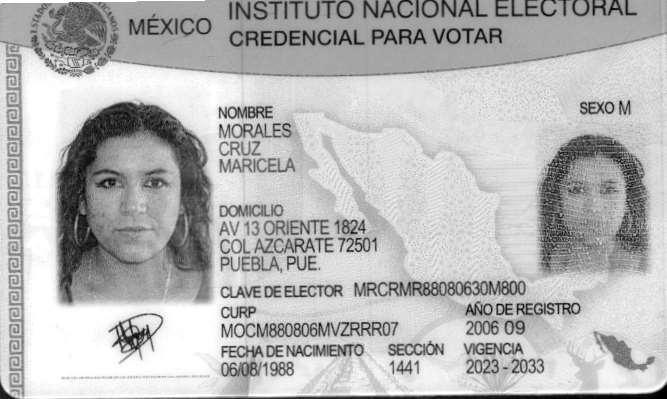 MÉXICO
INSTITUTO NACIONAL ELECTORAL
CREDENCIAL PARA VOTAR
NOMBRE
MORALES
CRUZ
MARICELA
SEXO M
DOMICILIO
AV 13 ORIENTE 1824
COL AZCARATE 72501
PUEBLA, PUE.
CLAVE DE ELECTOR MRCRMR88080630M800
CURP
MOCM880806MVZRRR07
AÑO DE REGISTRO
2006 09
FECHA DE NACIMIENTO
06/08/1988
SECCIÓN
1441
VIGENCIA
2023 - 2033